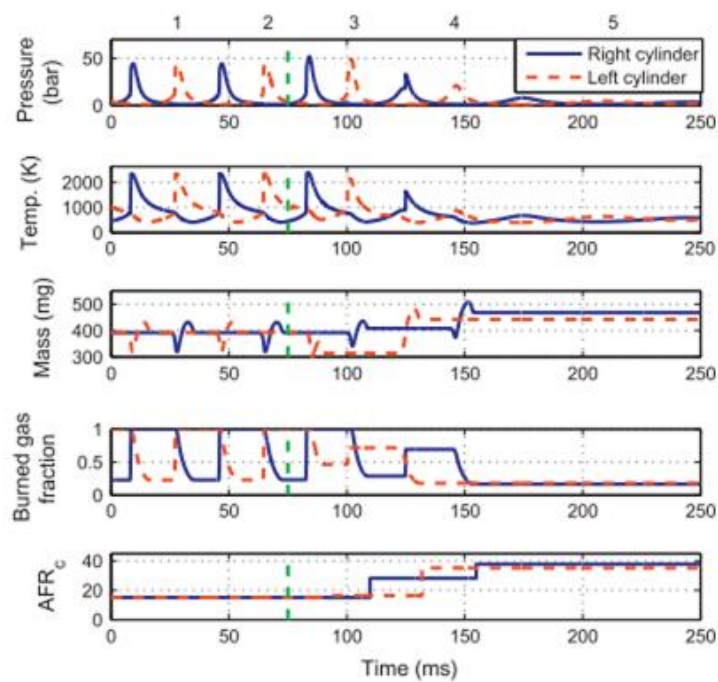 1 2 3 4 5
Pressure
(bar)
50
0
0 50 100 150 200 250
Right cylinder
Left cylinder
Temp. (K)
2000
1000
0
0 50 100 150 200 250
Mass (mg)
500
400
300
0 50 100 150 200 250
Burned gas
fraction
1
0.5
0
0 50 100 150 200 250
AFRc
40
20
0
0 50 100 150 200 250
Time (ms)